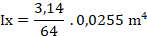 Ix = 3,14/64 . 0,0255 m⁴